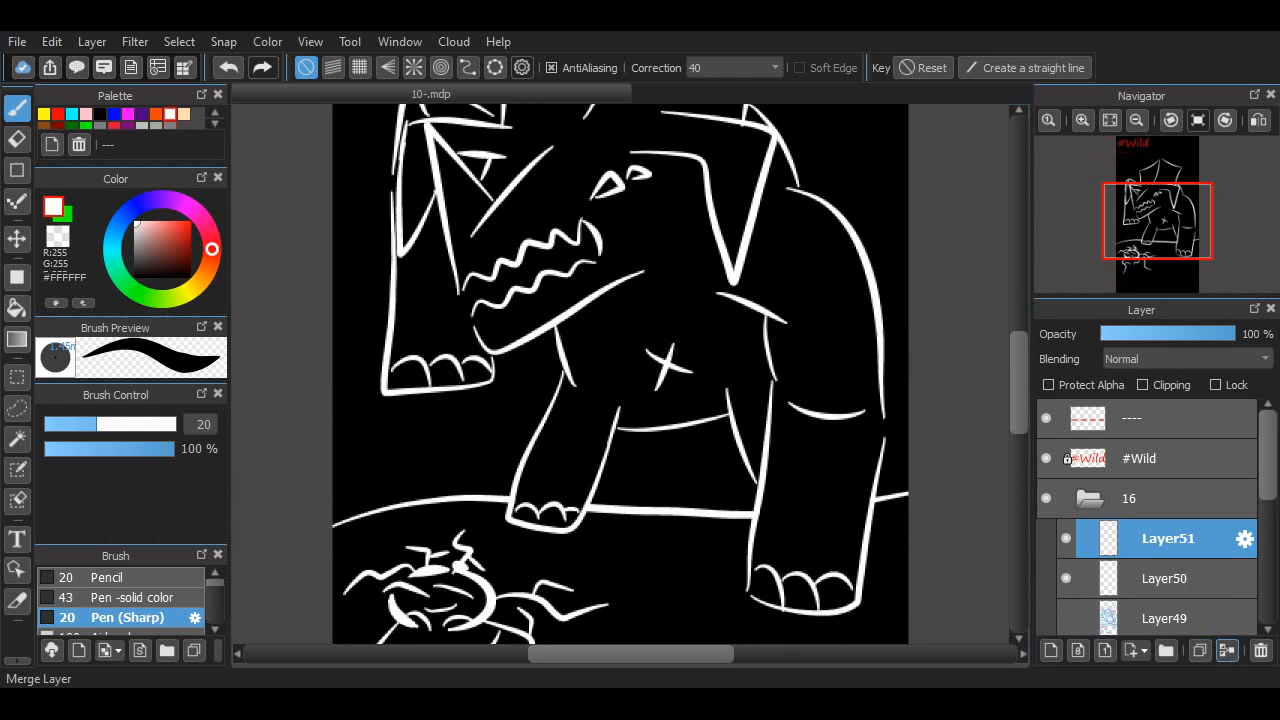 File Edit Layer Filter Select Snap Color View Tool Window Cloud Help
AntiAliasing Correction 40 Soft Edge Key Reset Create a straight line
Palette
---
10-.mdp
Color
R:255
G:255
#FFFFFF
Brush Preview
Brush Control
20
100 %
Brush
20 Pencil
43 Pen -solid color
20 Pen (Sharp)
Merge Layer
Navigator
#Wild
Layer
Opacity 100 %
Blending Normal
Protect Alpha Clipping Lock
----
#Wild #Wild
16
Layer51
Layer50
Layer49